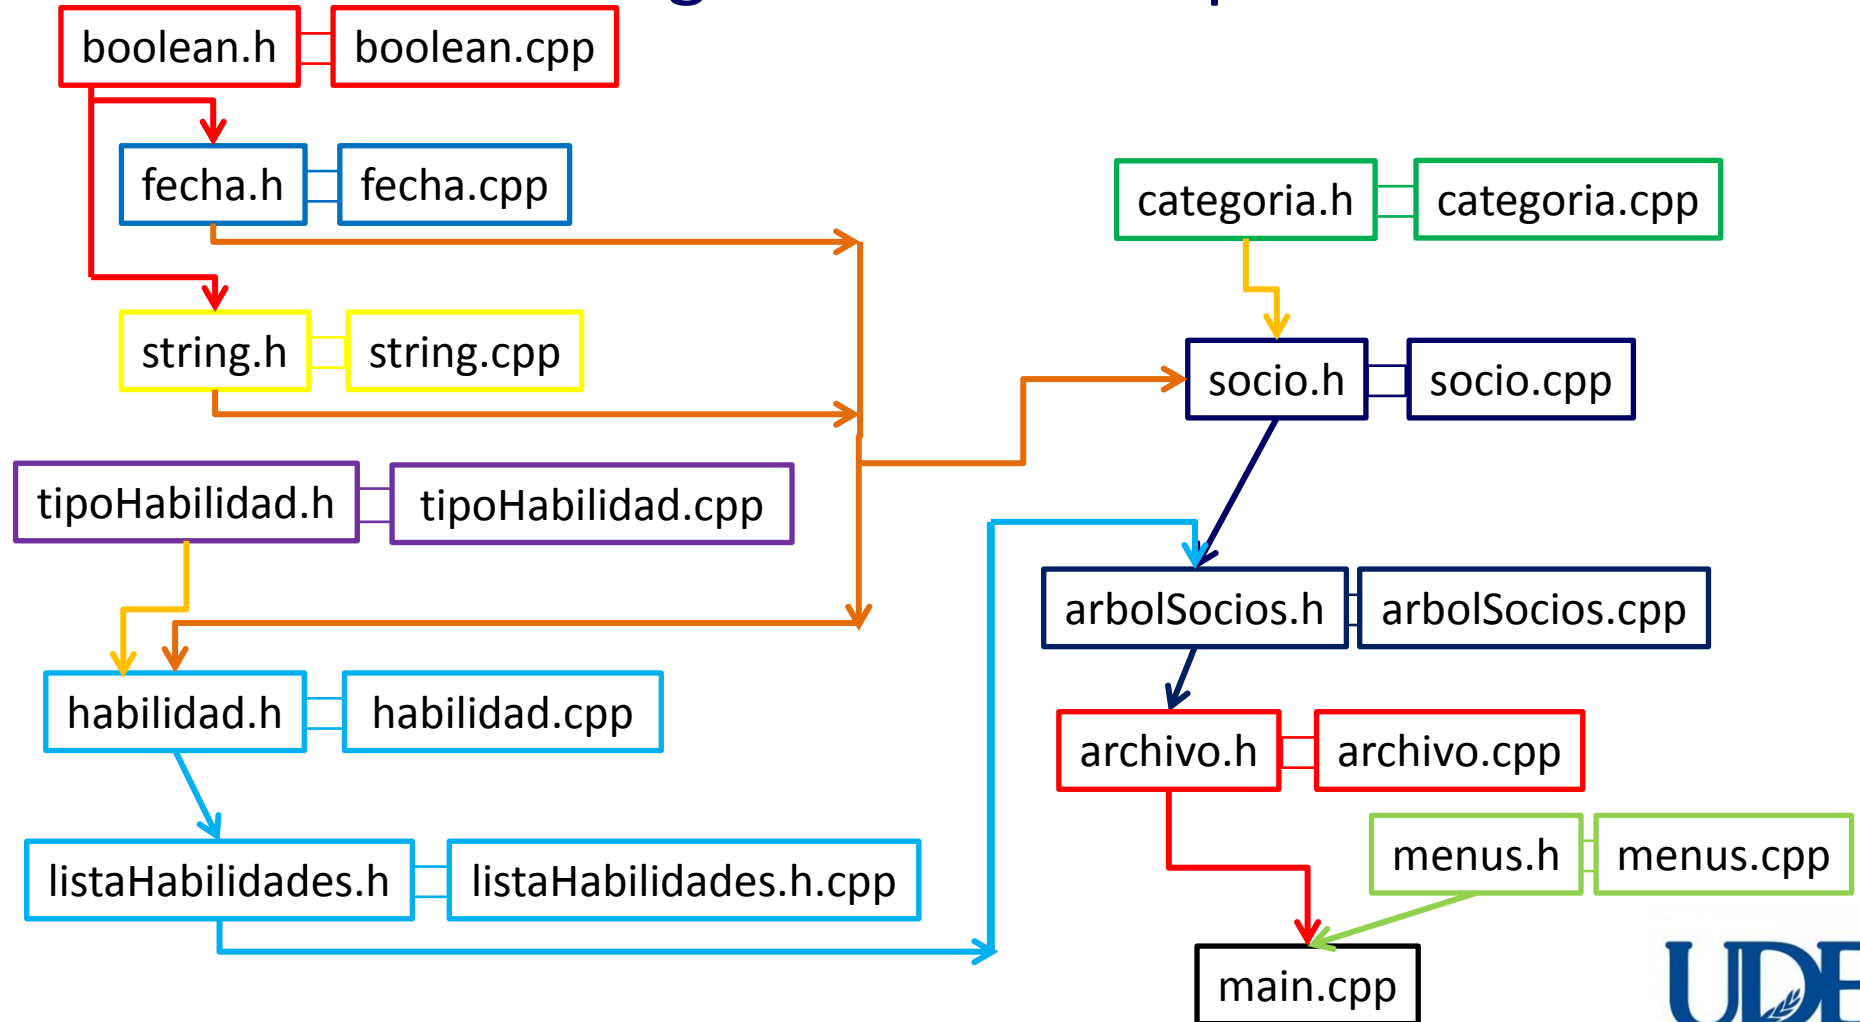 boolean.h
boolean.cpp
fecha.h
fecha.cpp
categoria.h
categoria.cpp
string.h
string.cpp
socio.h
socio.cpp
tipoHabilidad.h
tipoHabilidad.cpp
arbolSocios.h
arbolSocios.cpp
habilidad.h
habilidad.cpp
archivo.h
archivo.cpp
listaHabilidades.h
listaHabilidades.h.cpp
menus.h
menus.cpp
main.cpp